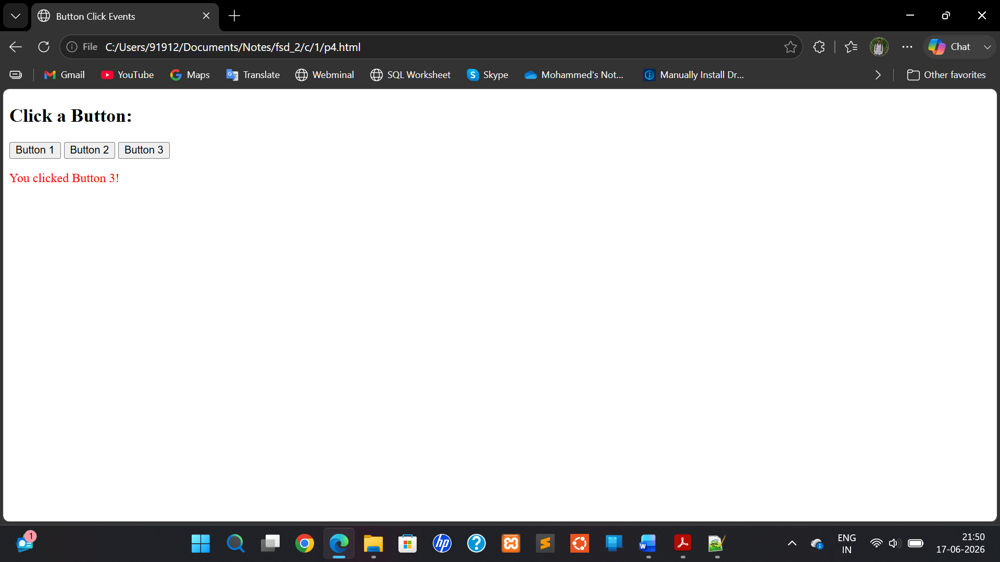 Button Click Events
File C:/Users/91912/Documents/Notes/fsd_2/c/1/p4.html
Chat
Gmail YouTube Maps Translate Webminal SQL Worksheet Skype Mohammed's Not... Manually Install Dr... Other favorites
Click a Button:
Button 1 Button 2 Button 3
You clicked Button 3!
1
hp
W
ENG
IN
21:50
17-06-2026